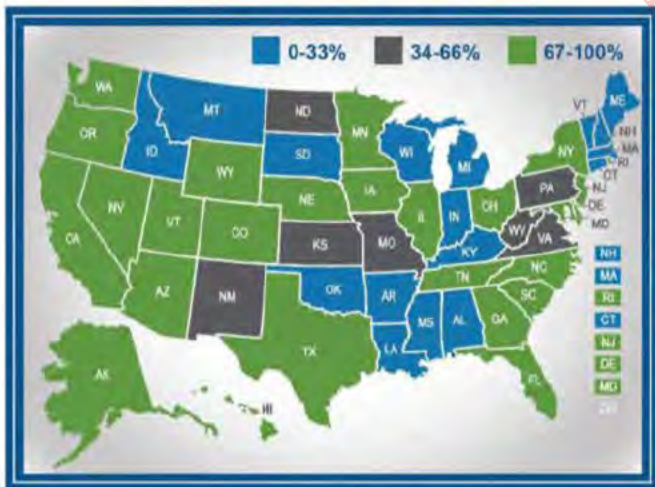 0-33% 34-66% 67-100%
WA
MT
ND
MN
VT
ME
OR
ID
SD
WI
MI
NY
NH
MA
RI
CT
WY
NE
IA
PA
NJ
DE
MD
NV
UT
CO
IL
IN
OH
WV
VA
CA
KS
MO
KY
NC
TN
SC
AZ
NM
OK
AR
MS
AL
GA
TX
LA
FL
AK
HI
NH
MA
RI
CT
NJ
DE
MD